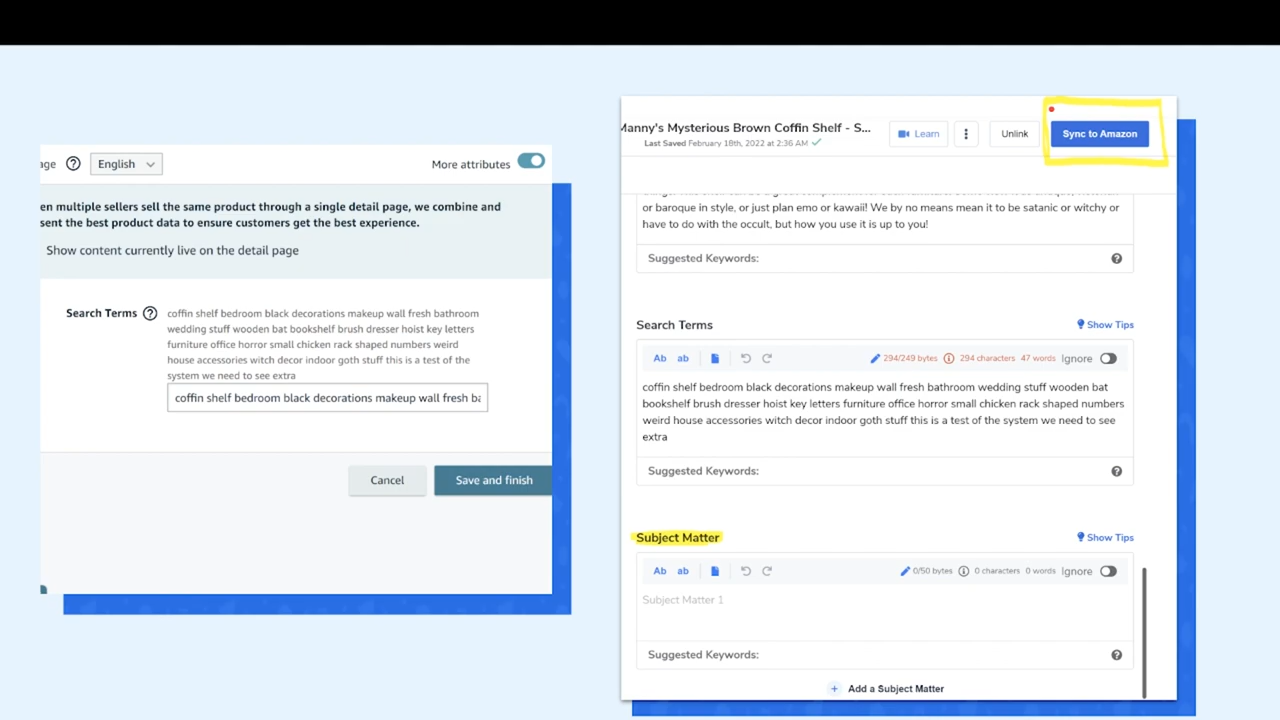 age
English
More attributes
en multiple sellers sell the same product through a single detail page, we combine and
sent the best product data to ensure customers get the best experience.
Show content currently live on the detail page
Search Terms
coffin shelf bedroom black decorations makeup wall fresh bathroom
wedding stuff wooden bat bookshelf brush dresser hoist key letters
furniture office horror small chicken rack shaped numbers weird
house accessories witch decor indoor goth stuff this is a test of the
system we need to see extra
coffin shelf bedroom black decorations makeup wall fresh ba
Cancel
Save and finish
Manny's Mysterious Brown Coffin Shelf - S...
Last Saved February 18th, 2022 at 2:36 AM
Learn
Unlink
Sync to Amazon
or baroque in style, or just plan emo or kawaii! We by no means mean it to be satanic or witchy or
have to do with the occult, but how you use it is up to you!
Suggested Keywords:
Search Terms
Show Tips
Ab ab 294/249 bytes 294 characters 47 words Ignore
coffin shelf bedroom black decorations makeup wall fresh bathroom wedding stuff wooden bat
bookshelf brush dresser hoist key letters furniture office horror small chicken rack shaped numbers
weird house accessories witch decor indoor goth stuff this is a test of the system we need to see
extra
Suggested Keywords:
Subject Matter
Show Tips
Ab ab 0/50 bytes 0 characters 0 words Ignore
Subject Matter 1
Suggested Keywords:
+ Add a Subject Matter